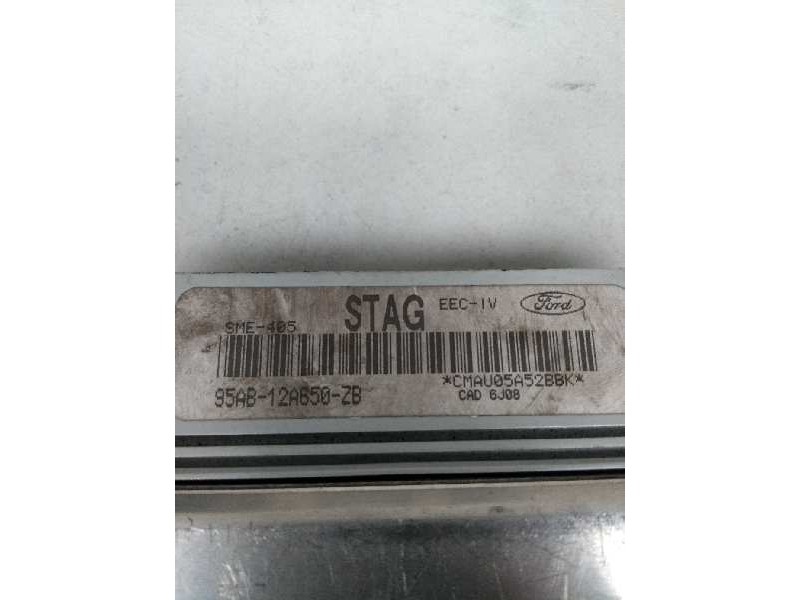 STAG EEC-IV Ford
SME-405
*CMAU05A52BBK*
95AB-12A650-ZB
CAD 6J08